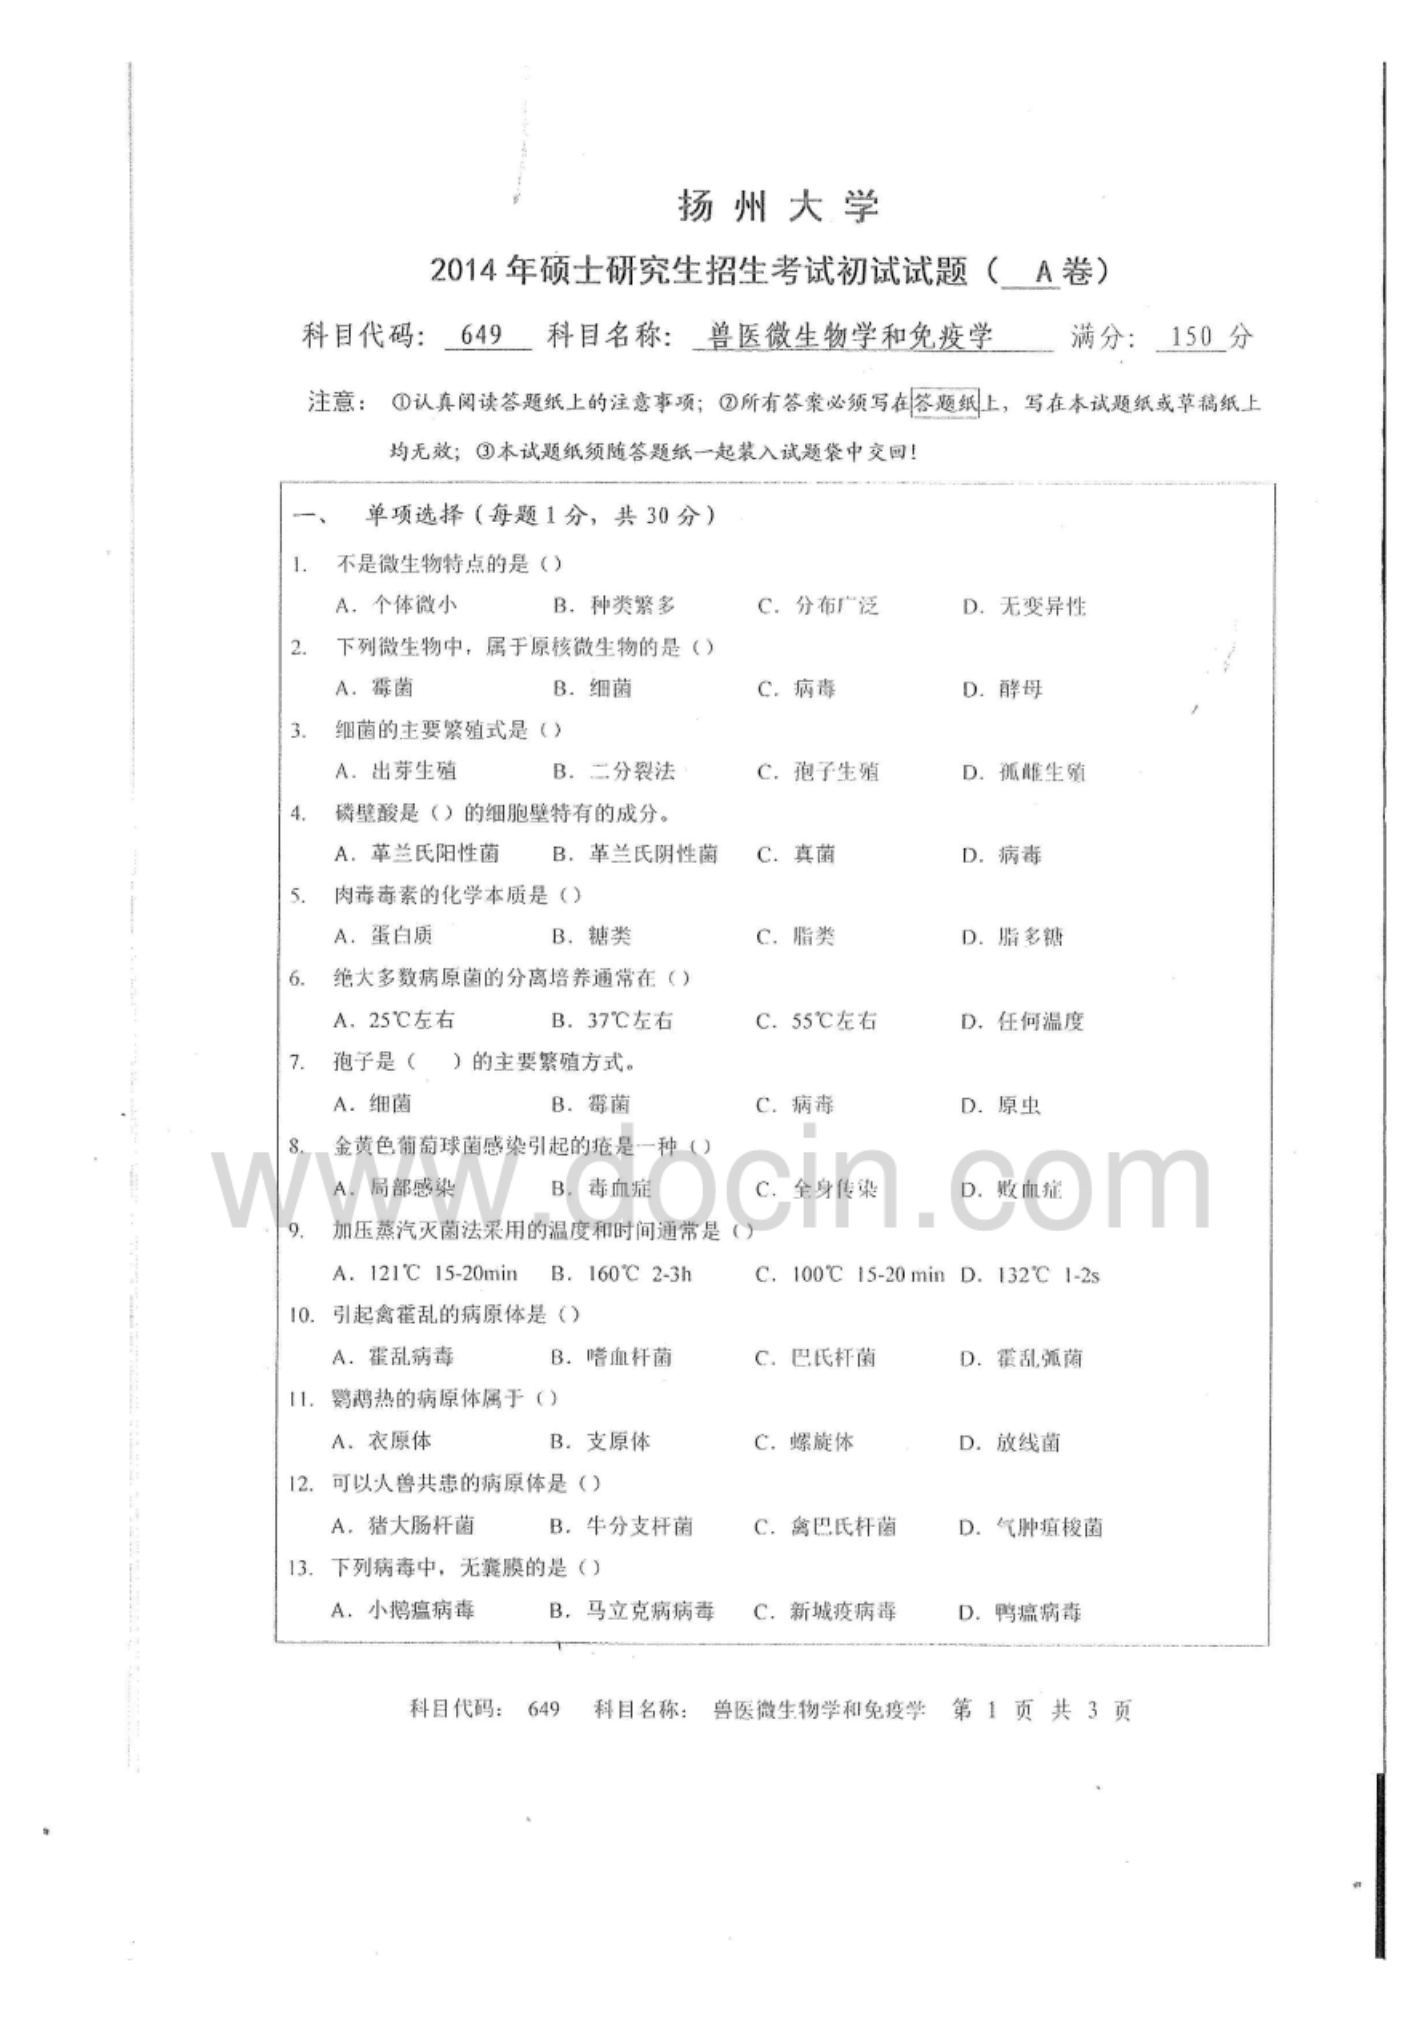 扬州大学
2014年硕士研究生招生考试初试试题（ A 卷）
科目代码： 649 科目名称： 兽医微生物学和免疫学 满分： 150 分
注意： ①认真阅读答题纸上的注意事项；②所有答案必须写在答题纸上，写在本试题纸或草稿纸上
均无效；③本试题纸须随答题纸一起装入试题袋中交回！
一、 单项选择（每题1分，共30分）
1. 不是微生物特点的是（）
A．个体微小 B．种类繁多 C．分布广泛 D．无变异性
2. 下列微生物中，属于原核微生物的是（）
A．霉菌 B．细菌 C．病毒 D．酵母
3. 细菌的主要繁殖式是（）
A．出芽生殖 B．二分裂法 C．孢子生殖 D．孤雌生殖
4. 磷壁酸是（）的细胞壁特有的成分。
A．革兰氏阳性菌 B．革兰氏阴性菌 C．真菌 D．病毒
5. 肉毒毒素的化学本质是（）
A．蛋白质 B．糖类 C．脂类 D．脂多糖
6. 绝大多数病原菌的分离培养通常在（）
A．25℃左右 B．37℃左右 C．55℃左右 D．任何温度
7. 孢子是（ ）的主要繁殖方式。
A．细菌 B．霉菌 C．病毒 D．原虫
8. 金黄色葡萄球菌感染引起的疮是一种（）
A．局部感染 B．毒血症 C．全身传染 D．败血症
9. 加压蒸汽灭菌法采用的温度和时间通常是（）
A．121℃ 15-20min B．160℃ 2-3h C．100℃ 15-20 min D．132℃ 1-2s
10. 引起禽霍乱的病原体是（）
A．霍乱病毒 B．嗜血杆菌 C．巴氏杆菌 D．霍乱弧菌
11. 鹦鹉热的病原体属于（）
A．衣原体 B．支原体 C．螺旋体 D．放线菌
12. 可以人兽共患的病原体是（）
A．猪大肠杆菌 B．牛分支杆菌 C．禽巴氏杆菌 D．气肿疽梭菌
13. 下列病毒中，无囊膜的是（）
A．小鹅瘟病毒 B．马立克病病毒 C．新城疫病毒 D．鸭瘟病毒
科目代码： 649 科目名称： 兽医微生物学和免疫学 第 1 页 共 3 页
www.docin.com